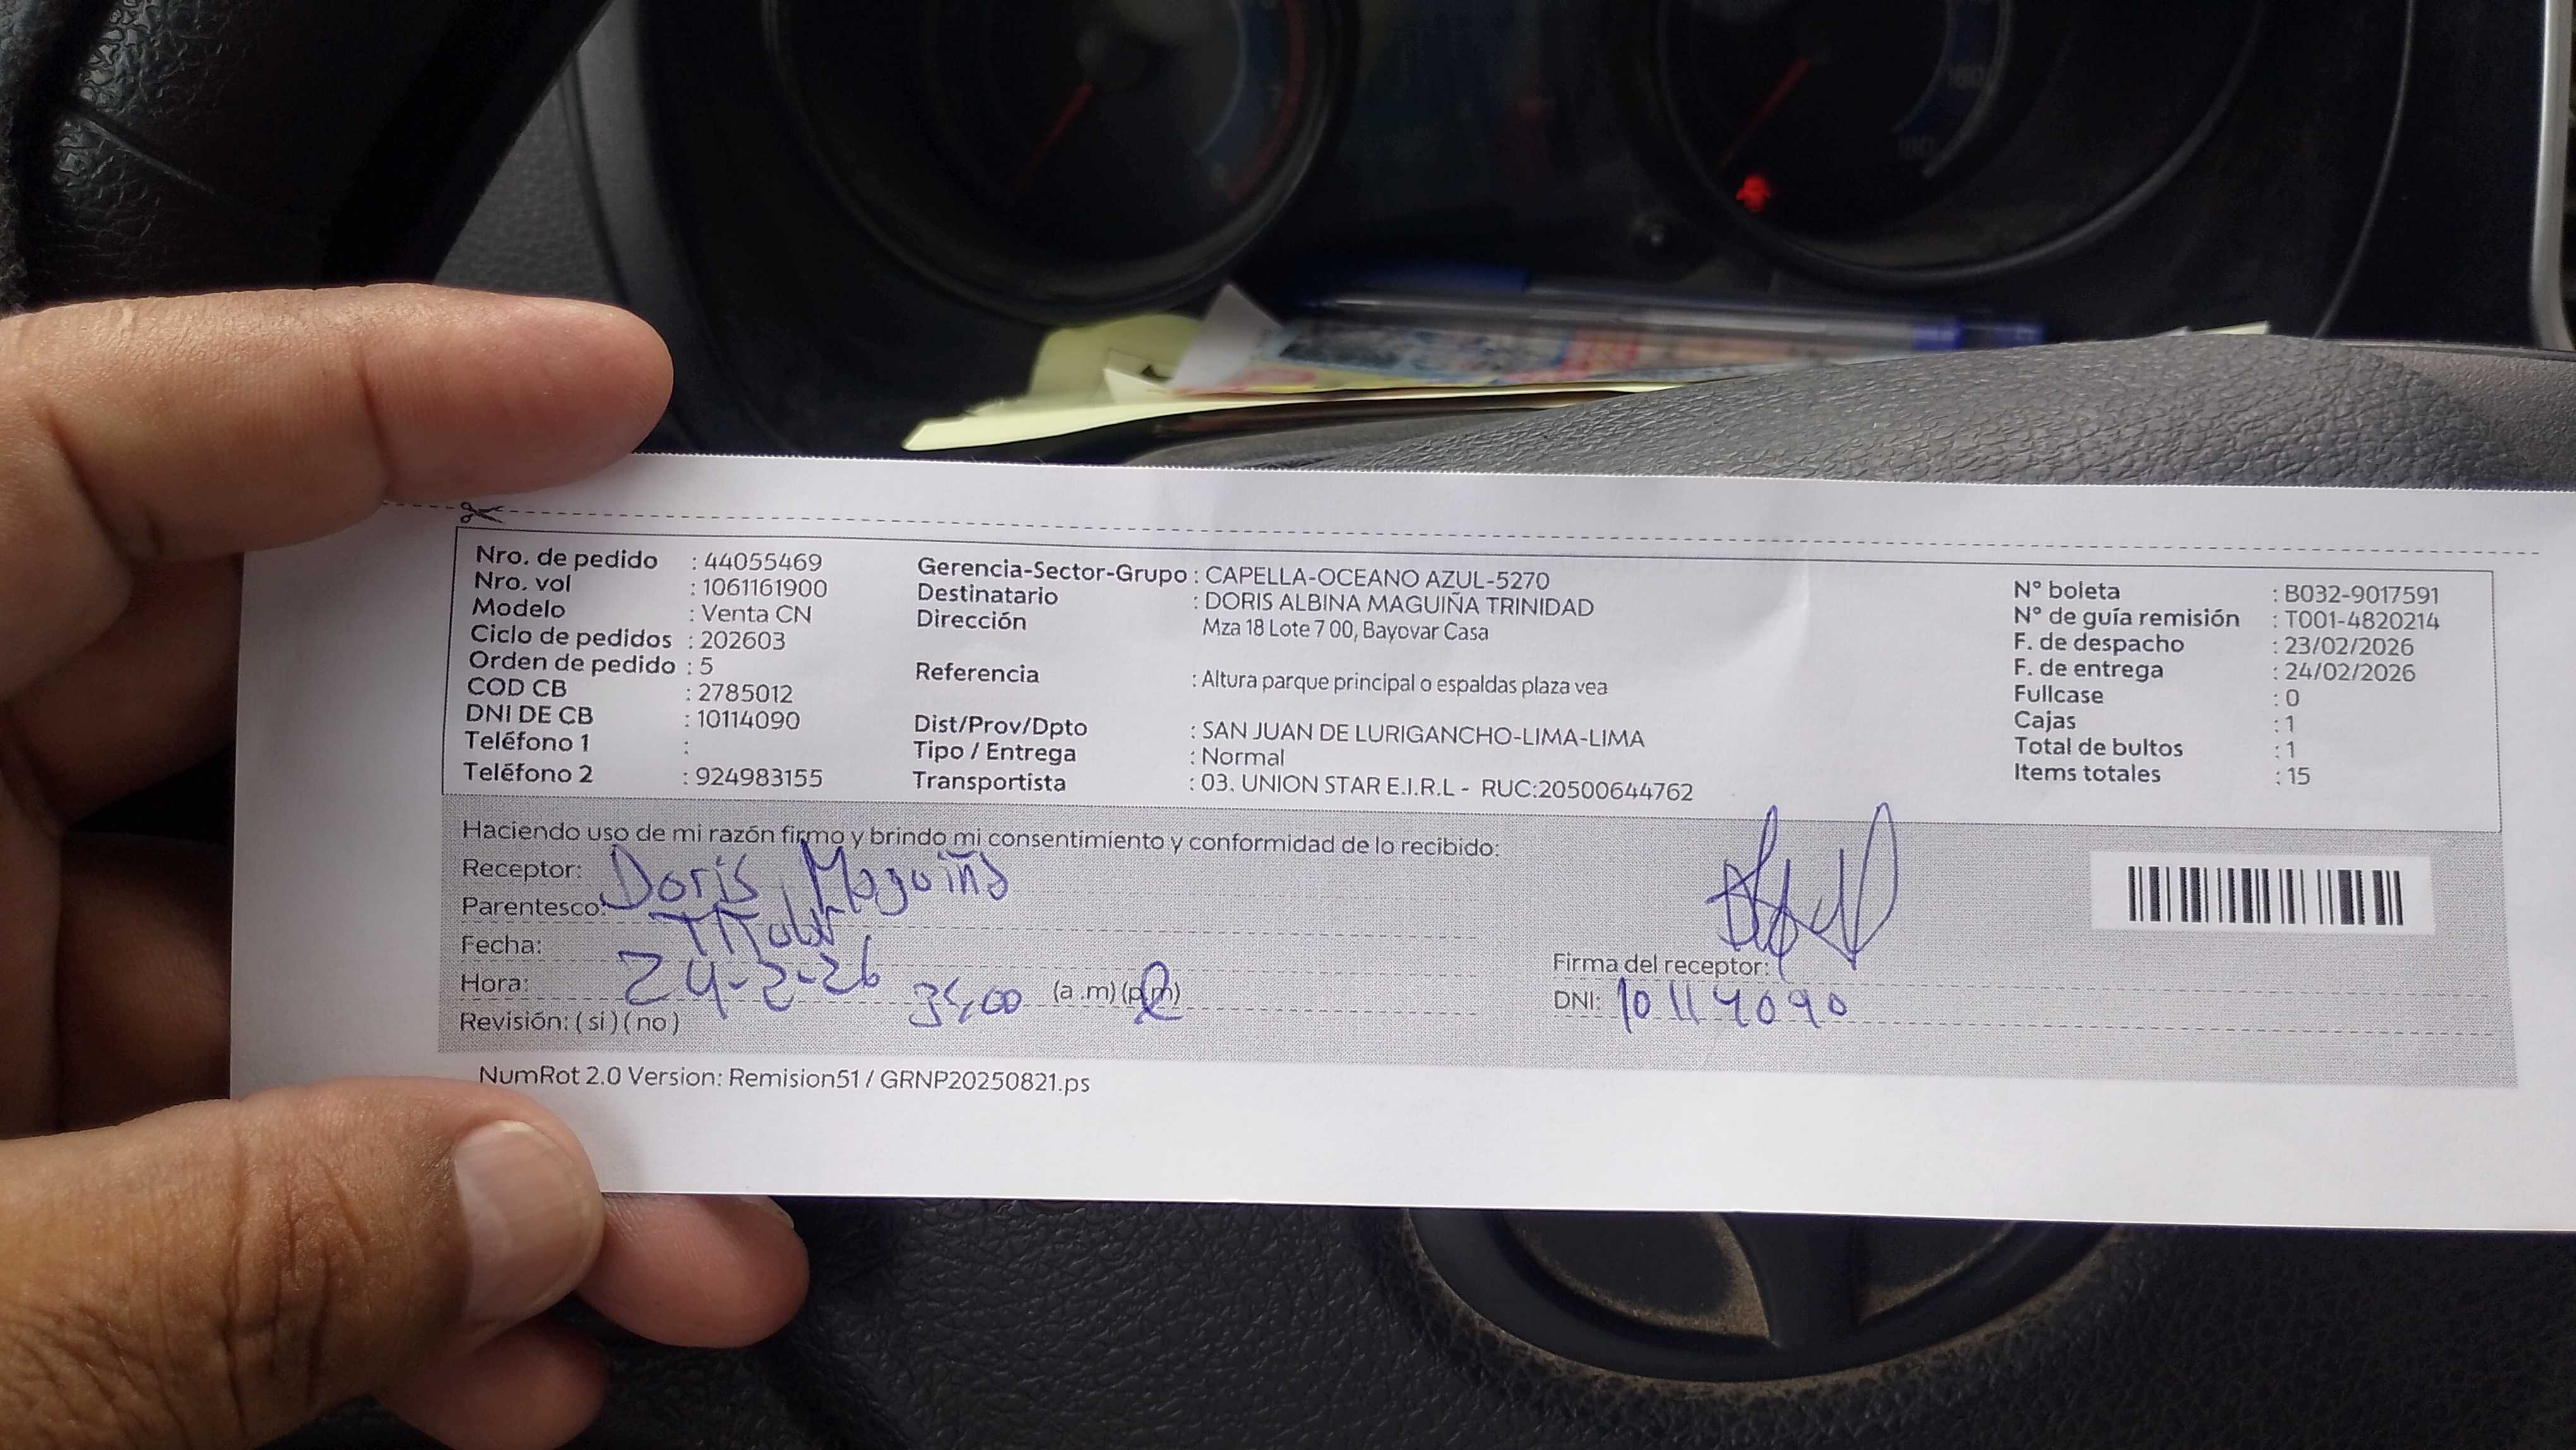 Nro. de pedido : 44055469
Nro. vol : 1061161900
Modelo : Venta CN
Ciclo de pedidos : 202603
Orden de pedido : 5
COD CB : 2785012
DNI DE CB : 10114090
Teléfono 1 :
Teléfono 2 : 924983155
Gerencia-Sector-Grupo : CAPELLA-OCEANO AZUL-5270
Destinatario : DORIS ALBINA MAGUIÑA TRINIDAD
Dirección Mza 18 Lote 7 00, Bayovar Casa
Referencia : Altura parque principal o espaldas plaza vea
Dist/Prov/Dpto : SAN JUAN DE LURIGANCHO-LIMA-LIMA
Tipo / Entrega : Normal
Transportista : 03. UNION STAR E.I.R.L - RUC:20500644762
N° boleta : B032-9017591
N° de guía remisión : T001-4820214
F. de despacho : 23/02/2026
F. de entrega : 24/02/2026
Fullcase : 0
Cajas : 1
Total de bultos : 1
Items totales : 15
Haciendo uso de mi razón firmo y brindo mi consentimiento y conformidad de lo recibido:
Receptor: Doris Maguiña
Parentesco: Titular
Fecha: 24-2-26
Hora: (a .m) (p.m)
Revisión: ( si ) ( no )
Firma del receptor:
DNI: 10114090
NumRot 2.0 Version: Remision51 / GRNP20250821.ps